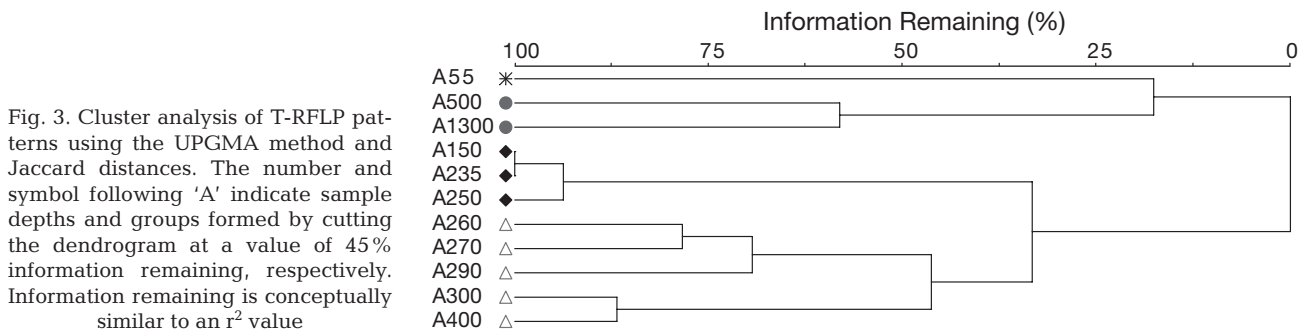 Information Remaining (%)
100 75 50 25 0
A55
A500
A1300
A150
A235
A250
A260
A270
A290
A300
A400
Fig. 3. Cluster analysis of T-RFLP pat-
terns using the UPGMA method and
Jaccard distances. The number and
symbol following ‘A’ indicate sample
depths and groups formed by cutting
the dendrogram at a value of 45%
information remaining, respectively.
Information remaining is conceptually
similar to an r² value